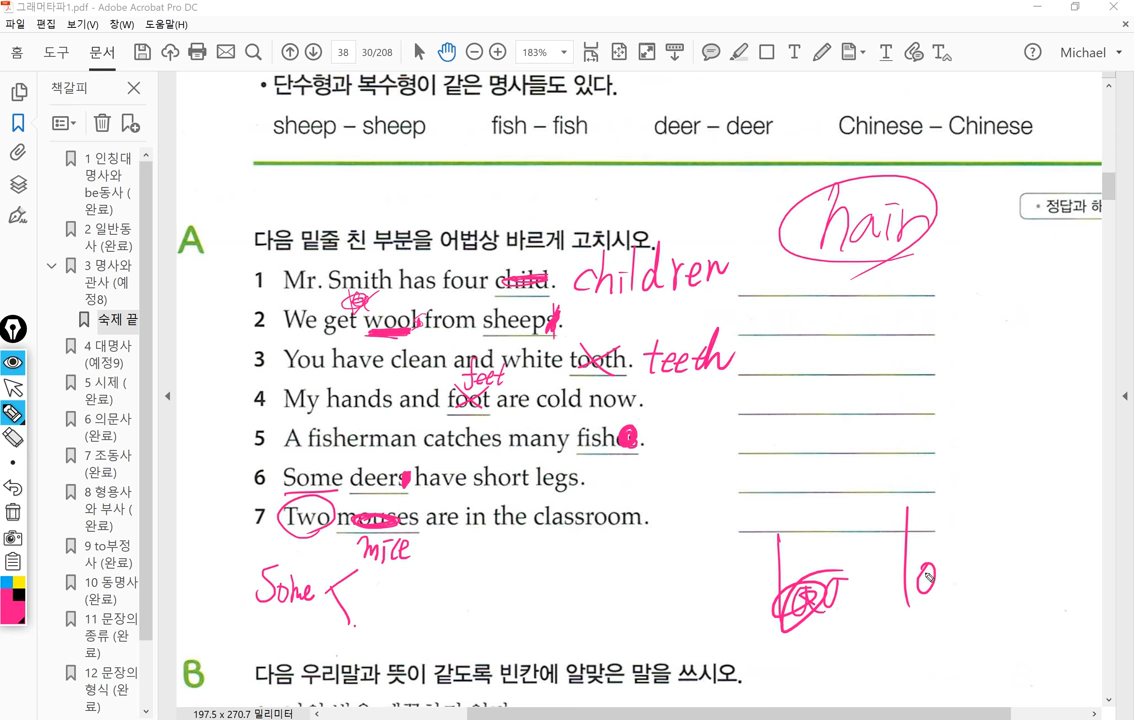 그래머타파1.pdf - Adobe Acrobat Pro DC
파일 편집 보기(V) 창(W) 도움말(H)
홈 도구 문서 38 30/208 183% Michael
책갈피
1 인칭대
명사와
be동사 (
완료)
2 일반동
사 (완료)
3 명사와
관사 (예
정8)
숙제 끝
4 대명사
(예정9)
5 시제 (
완료)
6 의문사
(완료)
7 조동사
(완료)
8 형용사
와 부사 (
완료)
9 to부정
사 (완료)
10 동명사
(완료)
11 문장의
종류 (완
료)
12 문장의
형식 (완
료)
• 단수형과 복수형이 같은 명사들도 있다.
sheep – sheep fish – fish deer – deer Chinese – Chinese
hair
• 정답과 해
A 다음 밑줄 친 부분을 어법상 바르게 고치시오.
1 Mr. Smith has four child. children
2 We get wools from sheeps.
3 You have clean and white tooth. teeth
feet
4 My hands and foot are cold now.
5 A fisherman catches many fishes.
6 Some deers have short legs.
7 Two mouses are in the classroom.
mice
Some
B 다음 우리말과 뜻이 같도록 빈칸에 알맞은 말을 쓰시오.
197.5 x 270.7 밀리미터